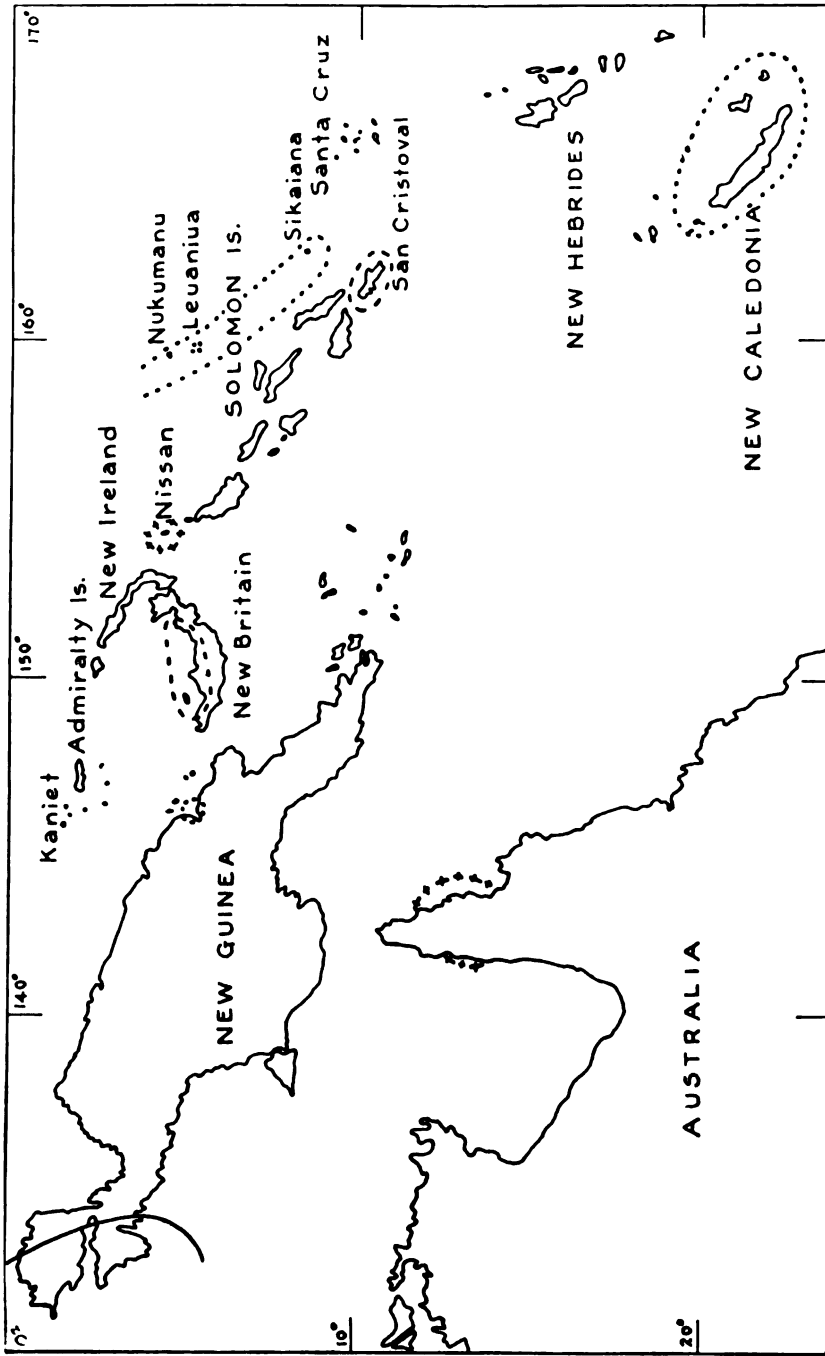 140°
150°
160°
170°
Kaniet
Admiralty Is.
New Ireland
Nissan
Nukumanu
Leuaniua
SOLOMON IS.
Sikaiana
Santa Cruz
San Cristoval
New Britain
NEW GUINEA
10°
NEW HEBRIDES
NEW CALEDONIA
AUSTRALIA
20°